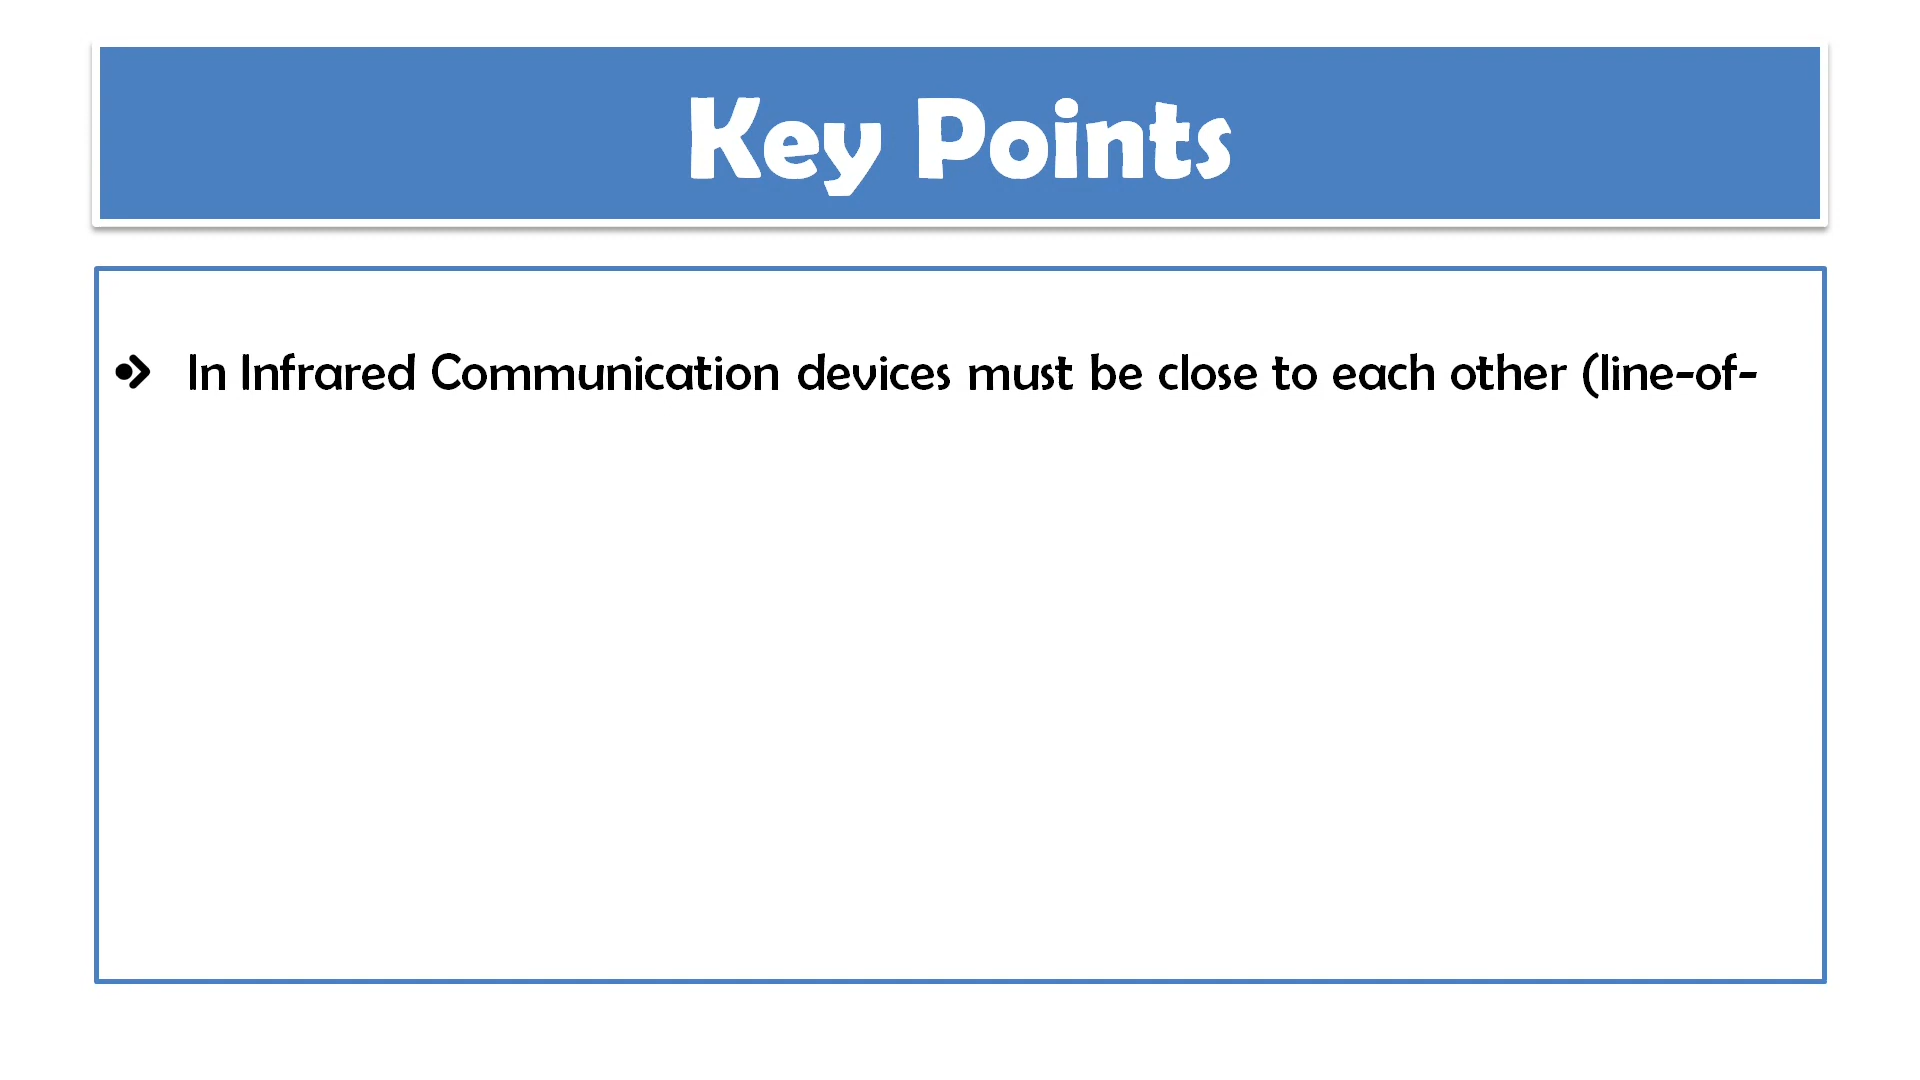 Key Points
In Infrared Communication devices must be close to each other (line-of-